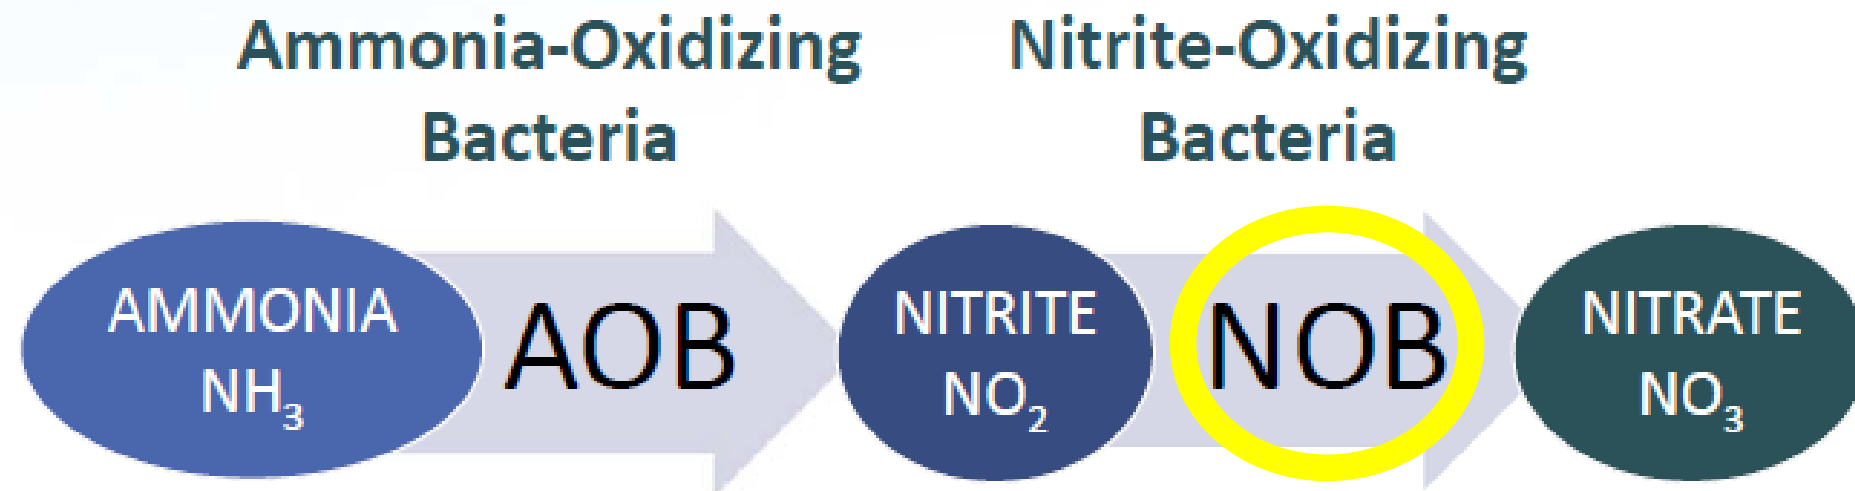 Ammonia-Oxidizing
Bacteria
Nitrite-Oxidizing
Bacteria
AMMONIA
NH₃
AOB
NITRITE
NO₂
NOB
NITRATE
NO₃